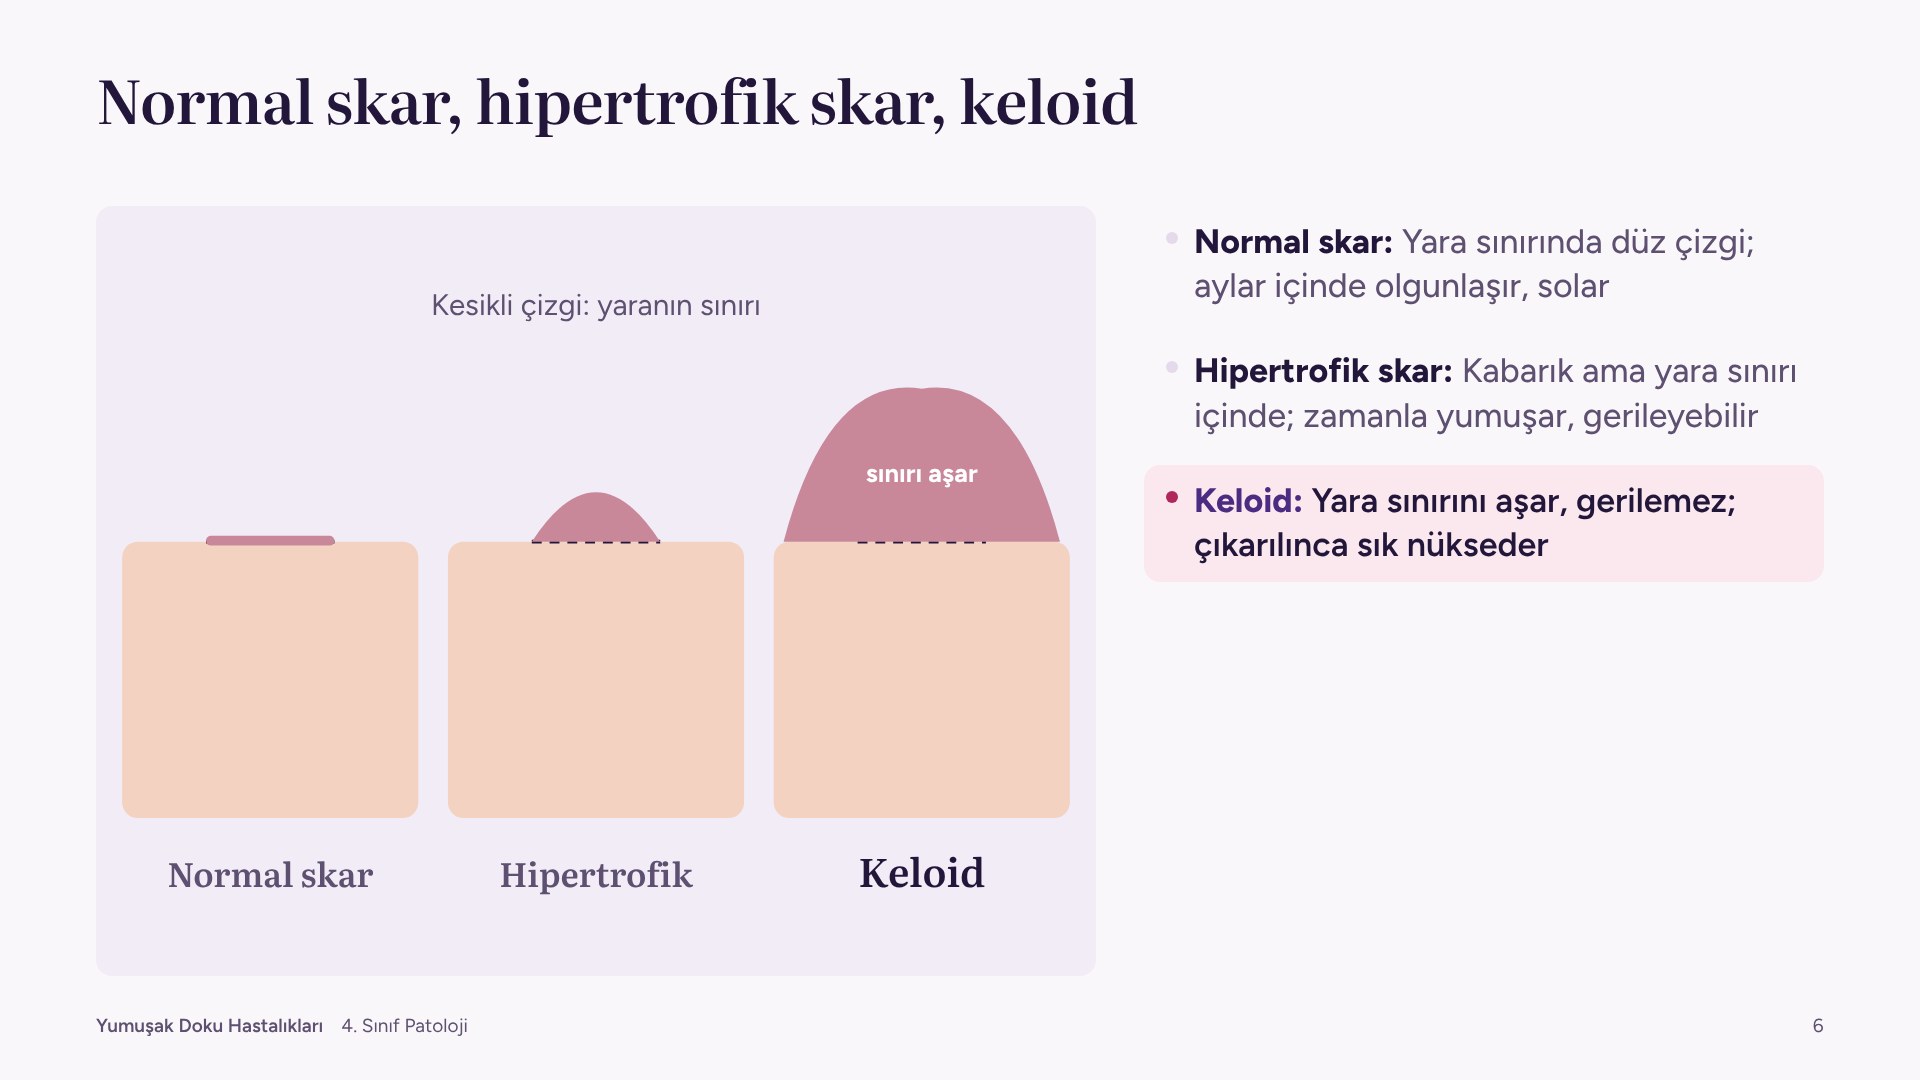 Normal skar, hipertrofik skar, keloid
Kesikli çizgi: yaranın sınırı
sınırı aşar
Normal skar
Hipertrofik
Keloid
Normal skar: Yara sınırında düz çizgi;
aylar içinde olgunlaşır, solar
Hipertrofik skar: Kabarık ama yara sınırı
içinde; zamanla yumuşar, gerileyebilir
Keloid: Yara sınırını aşar, gerilemez;
çıkarılınca sık nükseder
Yumuşak Doku Hastalıkları 4. Sınıf Patoloji
6